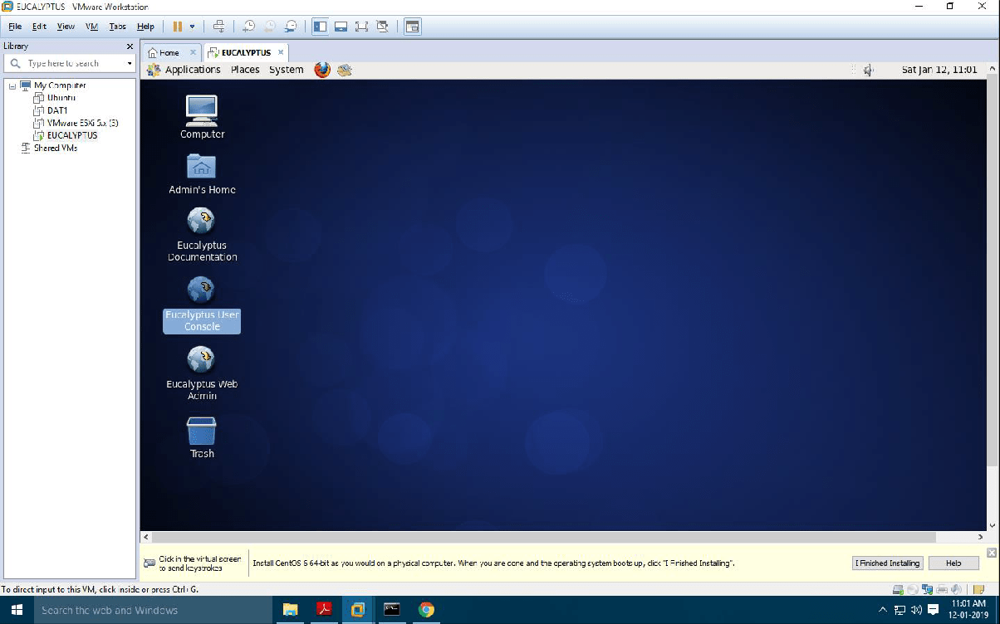 EUCALYPTUS - VMware Workstation
File Edit View VM Tabs Help
Library
Type here to search
My Computer
Ubuntu
DAT1
VMware ESXi 5.x (3)
EUCALYPTUS
Shared VMs
Home EUCALYPTUS
Applications Places System Sat Jan 12, 11:01
Computer
Admin's Home
Eucalyptus
Documentation
Eucalyptus User
Console
Eucalyptus Web
Admin
Trash
Click in the virtual screen
to send keystrokes
Install CentOS 6 64-bit as you would on a physical computer. When you are done and the operating system boots up, click "I Finished Installing".
I Finished Installing Help
To direct input to this VM, click inside or press Ctrl+G.
Search the web and Windows
11:01 AM
12-01-2019